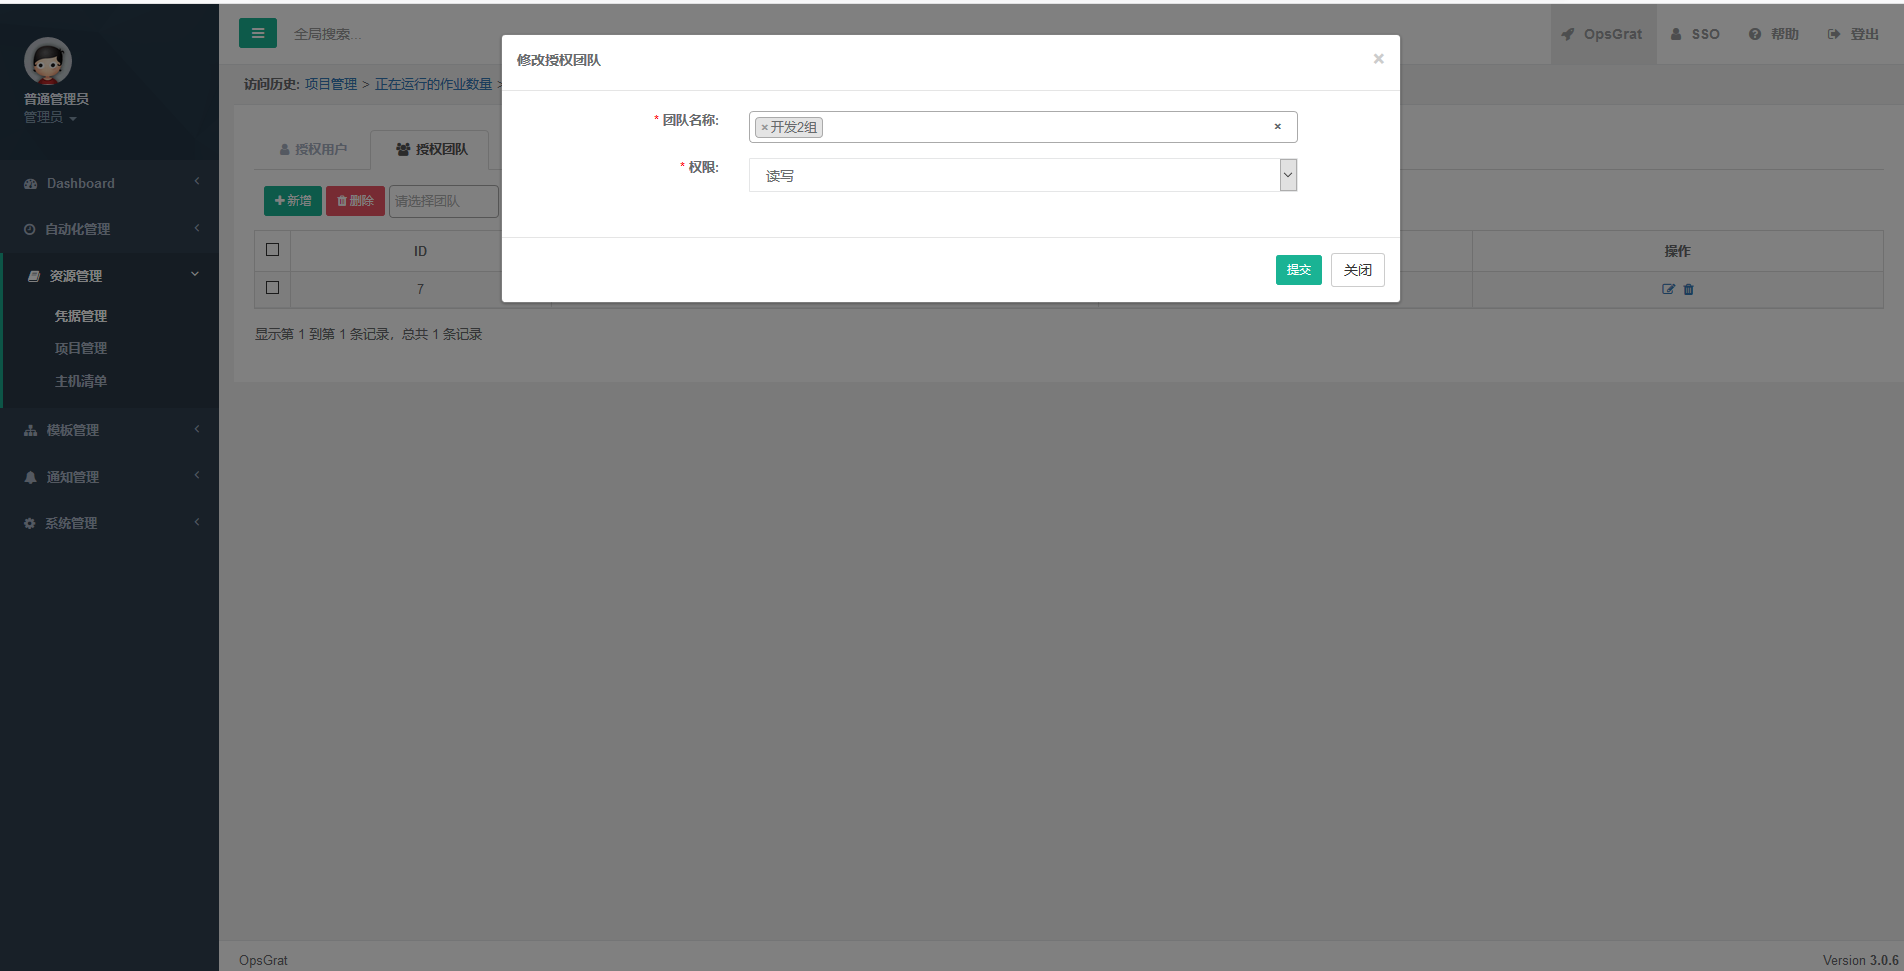 普通管理员
管理员
Dashboard
自动化管理
资源管理
凭据管理
项目管理
主机清单
模板管理
通知管理
系统管理
全局搜索...
OpsGrat
SSO
帮助
登出
访问历史: 项目管理 > 正在运行的作业数量 >
授权用户
授权团队
新增
删除
请选择团队
ID
操作
7
显示第 1 到第 1 条记录，总共 1 条记录
修改授权团队
×
* 团队名称:
×开发2组
×
* 权限:
读写
提交
关闭
OpsGrat
Version 3.0.6